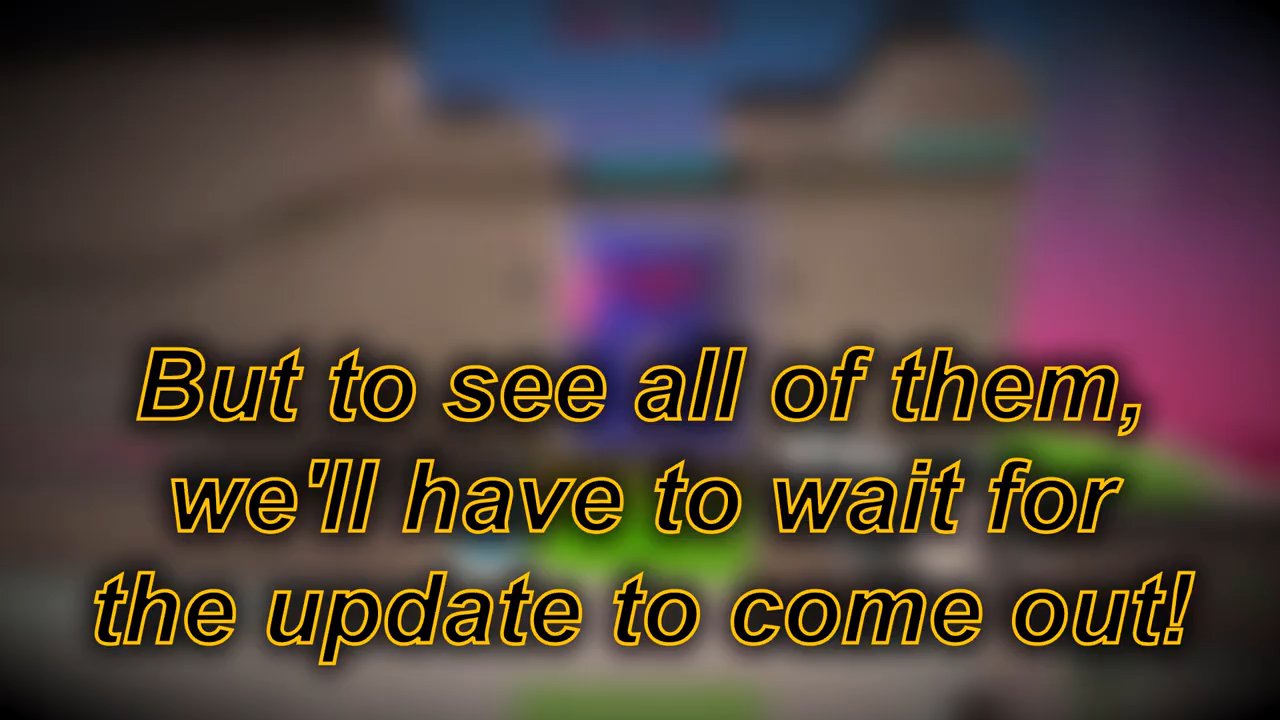 But to see all of them,
we'll have to wait for
the update to come out!